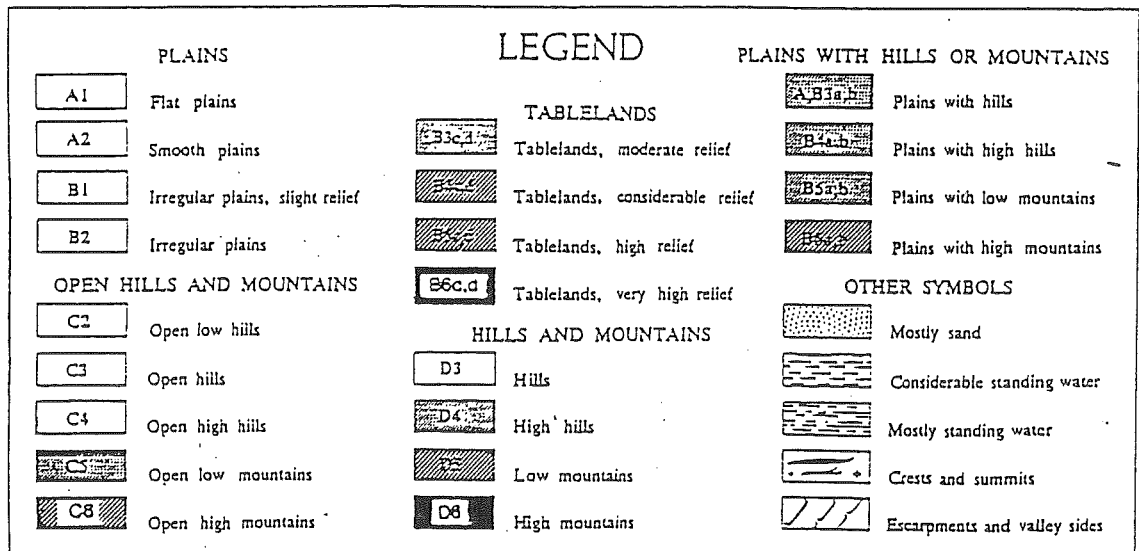 LEGEND
PLAINS
A1 Flat plains
A2 Smooth plains
B1 Irregular plains, slight relief
B2 Irregular plains
OPEN HILLS AND MOUNTAINS
C2 Open low hills
C3 Open hills
C4 Open high hills
C5 Open low mountains
C8 Open high mountains
TABLELANDS
B3c,d Tablelands, moderate relief
Tablelands, considerable relief
Tablelands, high relief
B6c,d Tablelands, very high relief
HILLS AND MOUNTAINS
D3 Hills
D4 High hills
D5 Low mountains
D6 High mountains
PLAINS WITH HILLS OR MOUNTAINS
A,B3a,b Plains with hills
B4a,b Plains with high hills
B5a,b Plains with low mountains
Plains with high mountains
OTHER SYMBOLS
Mostly sand
Considerable standing water
Mostly standing water
Crests and summits
Escarpments and valley sides